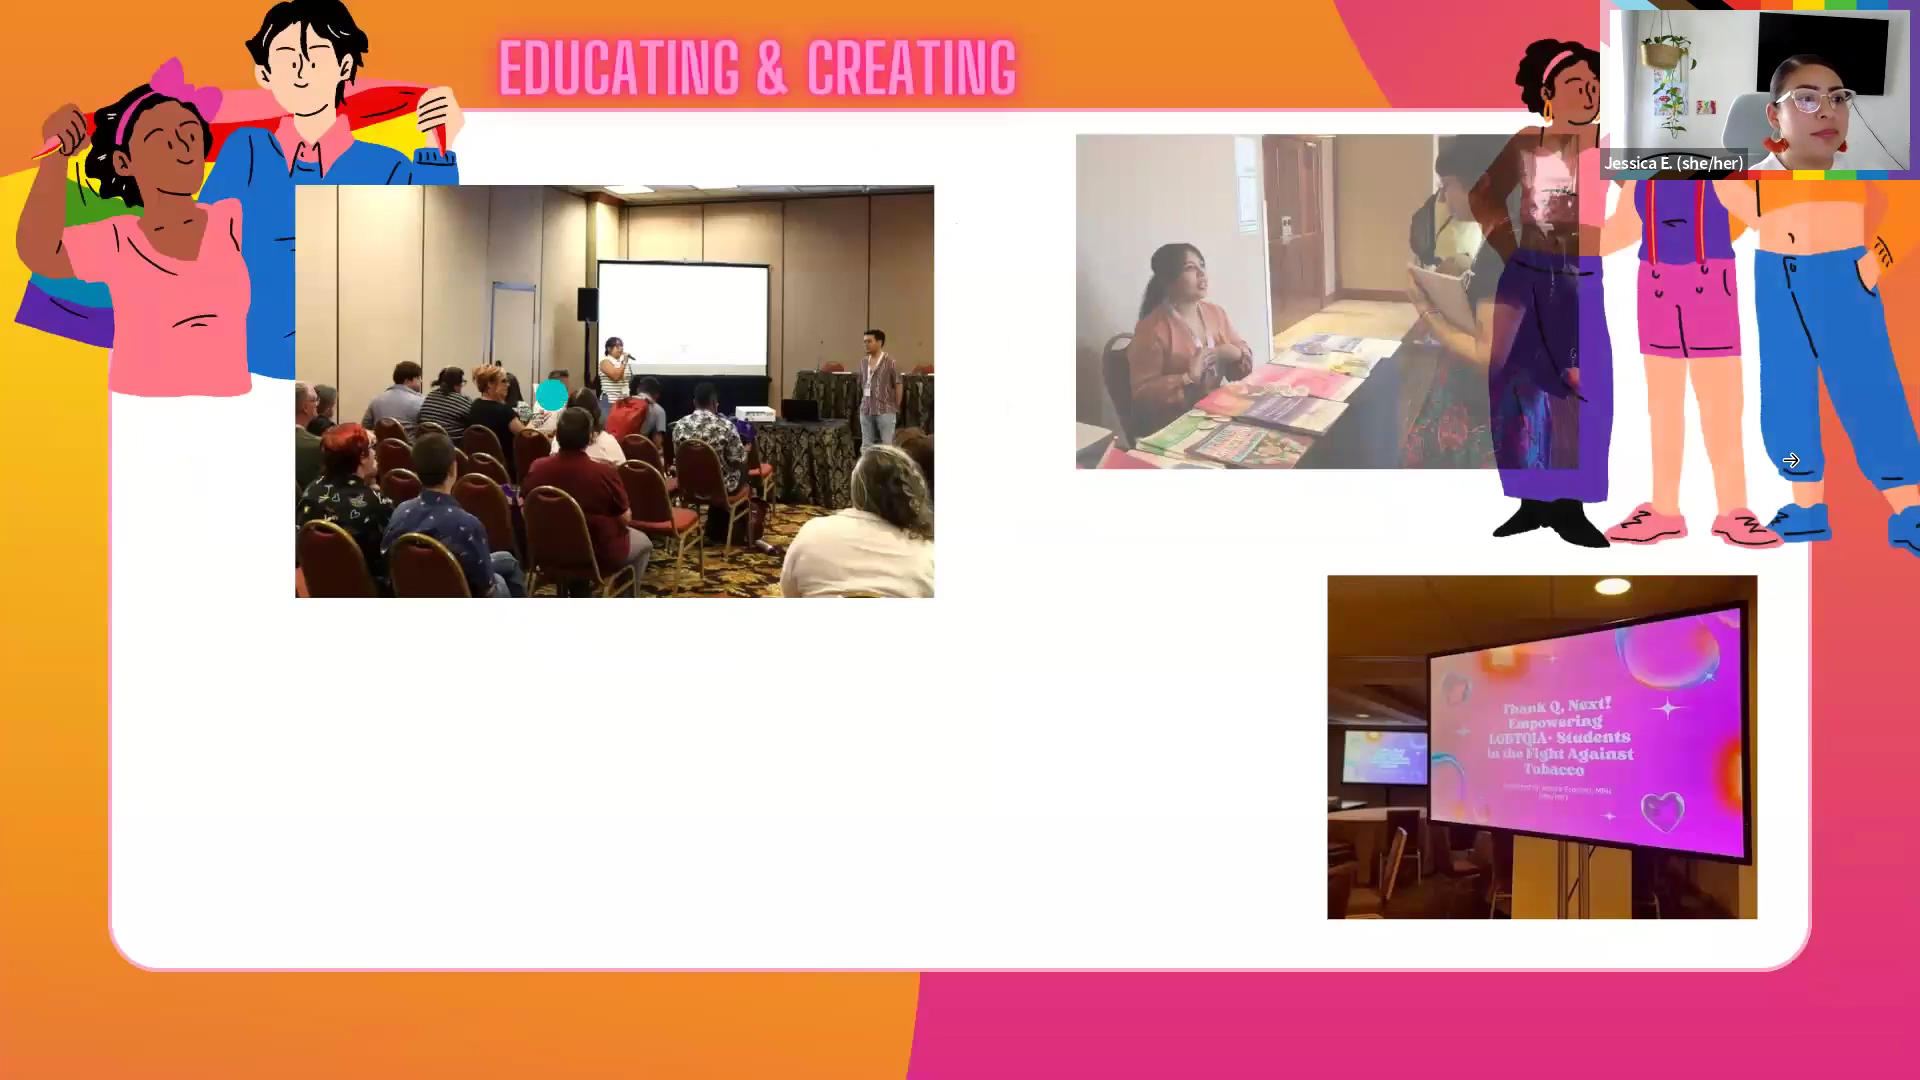 EDUCATING & CREATING
Jessica E. (she/her)
Thank Q, Next!
Empowering
LGBTQIA+ Students
in the Fight Against
Tobacco